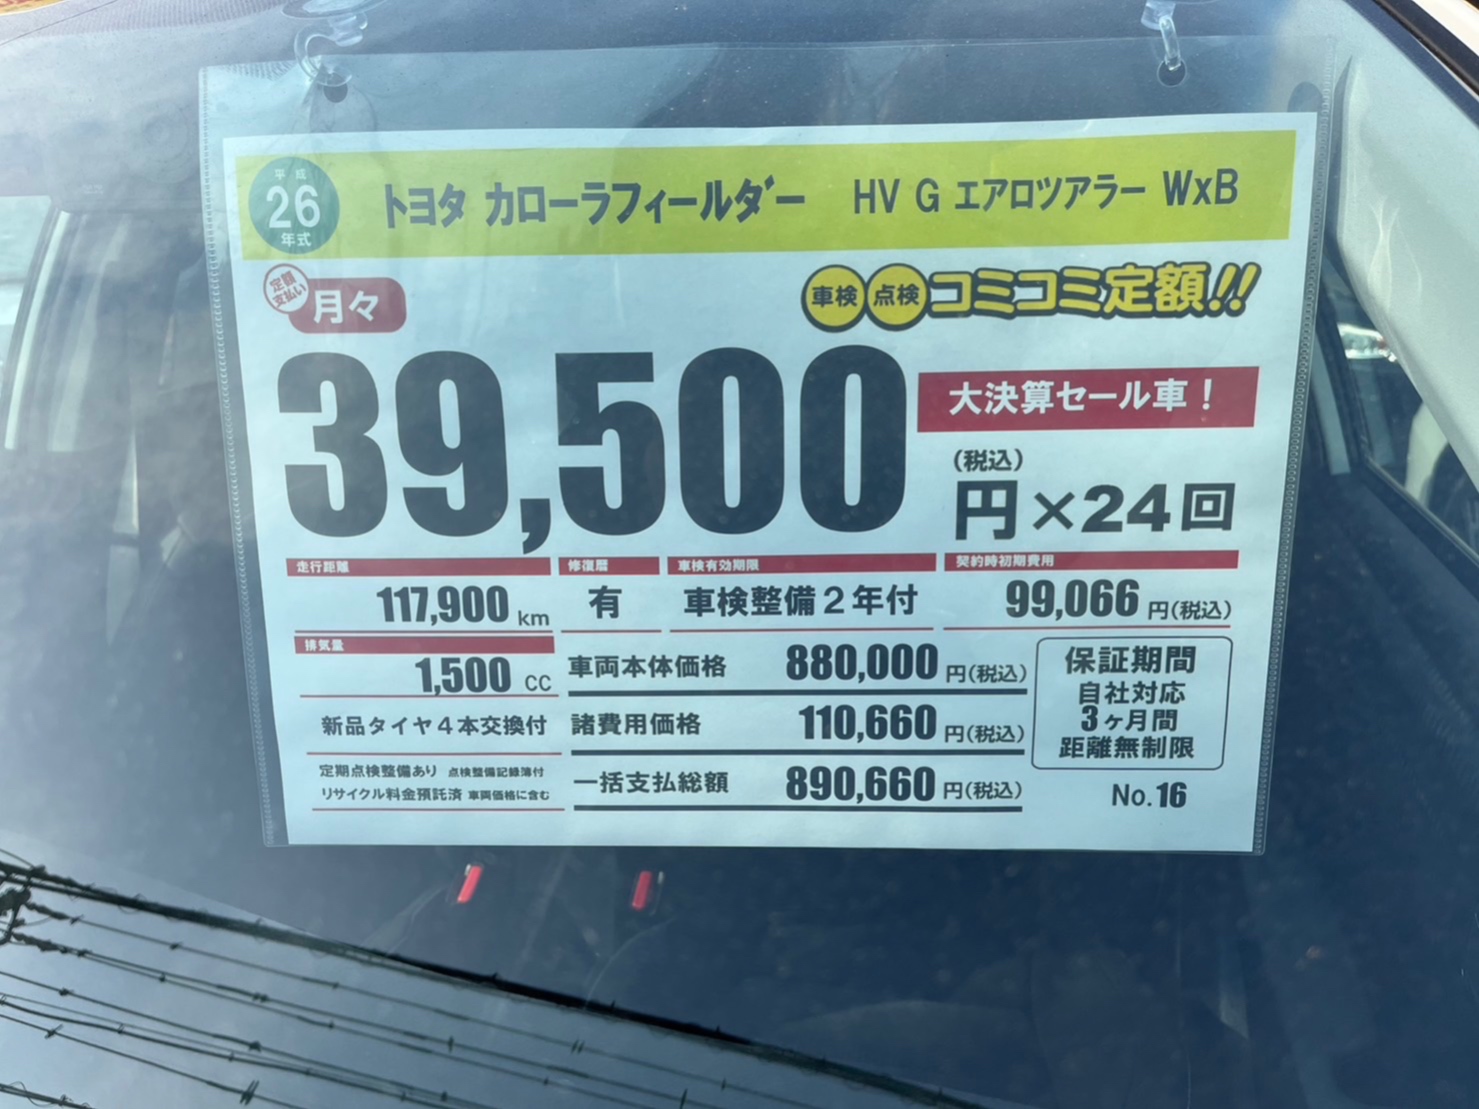 平成
26
年式
トヨタ カローラフィールダー HV G エアロツアラー WxB
定額
支払い
月々
車検 点検 コミコミ定額!!
39,500
大決算セール車！
(税込)
円×24回
走行距離 修復暦 車検有効期限 契約時初期費用
117,900 km 有 車検整備２年付 99,066 円(税込)
排気量
1,500 CC
車両本体価格 880,000 円(税込)
新品タイヤ４本交換付
諸費用価格 110,660 円(税込)
定期点検整備あり 点検整備記録簿付
リサイクル料金預託済 車両価格に含む
一括支払総額 890,660 円(税込)
保証期間
自社対応
3ヶ月間
距離無制限
No.16